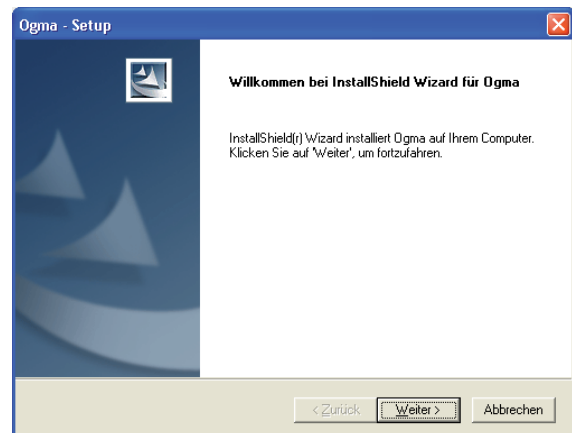 Ogma - Setup
Willkommen bei InstallShield Wizard für Ogma
InstallShield(r) Wizard installiert Ogma auf Ihrem Computer.
Klicken Sie auf 'Weiter', um fortzufahren.
< Zurück Weiter > Abbrechen